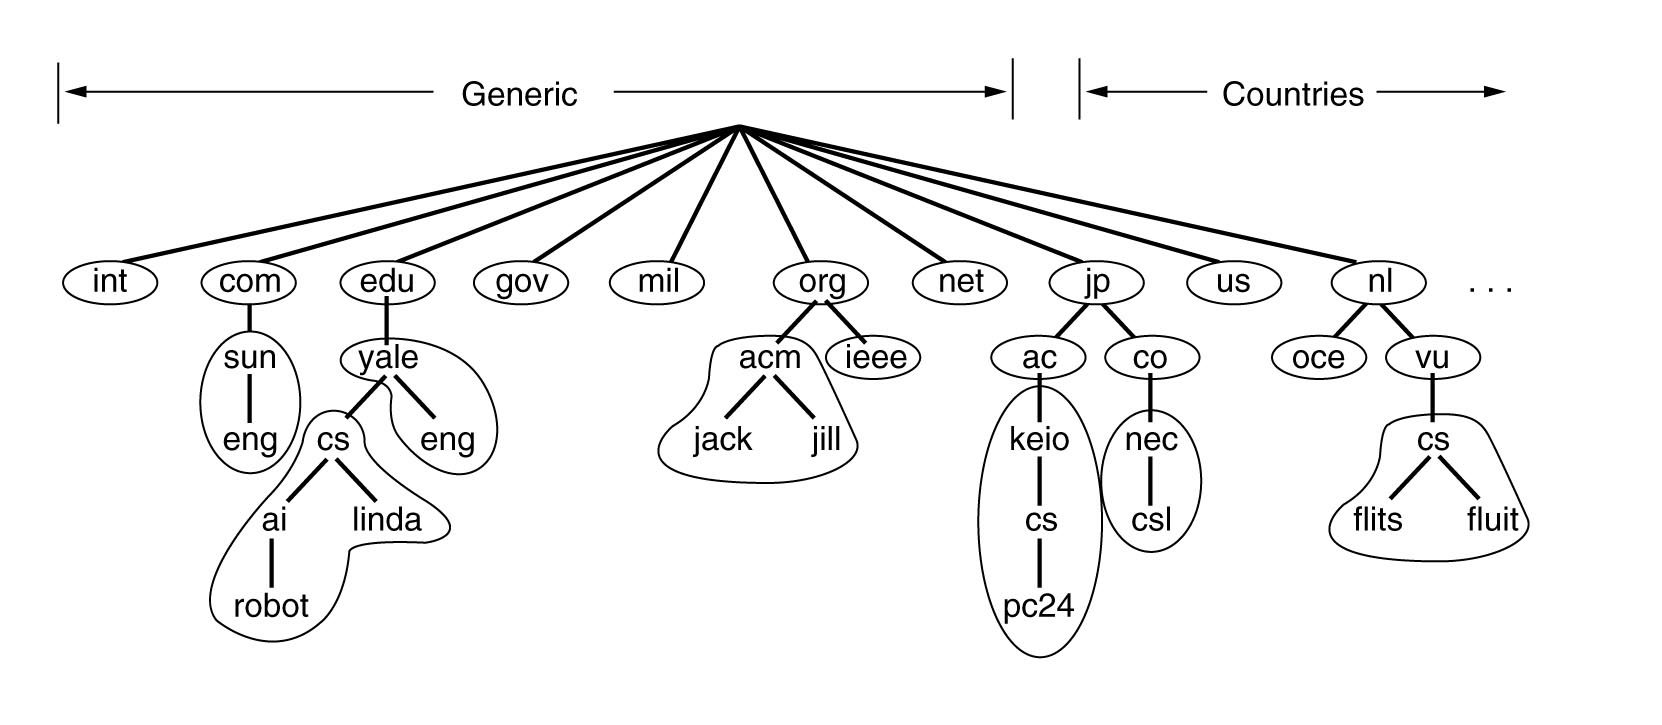 Generic Countries
int com edu gov mil org net jp us nl . . .
sun yale acm ieee ac co oce vu
eng cs eng jack jill keio nec cs
ai linda cs csl flits fluit
robot pc24